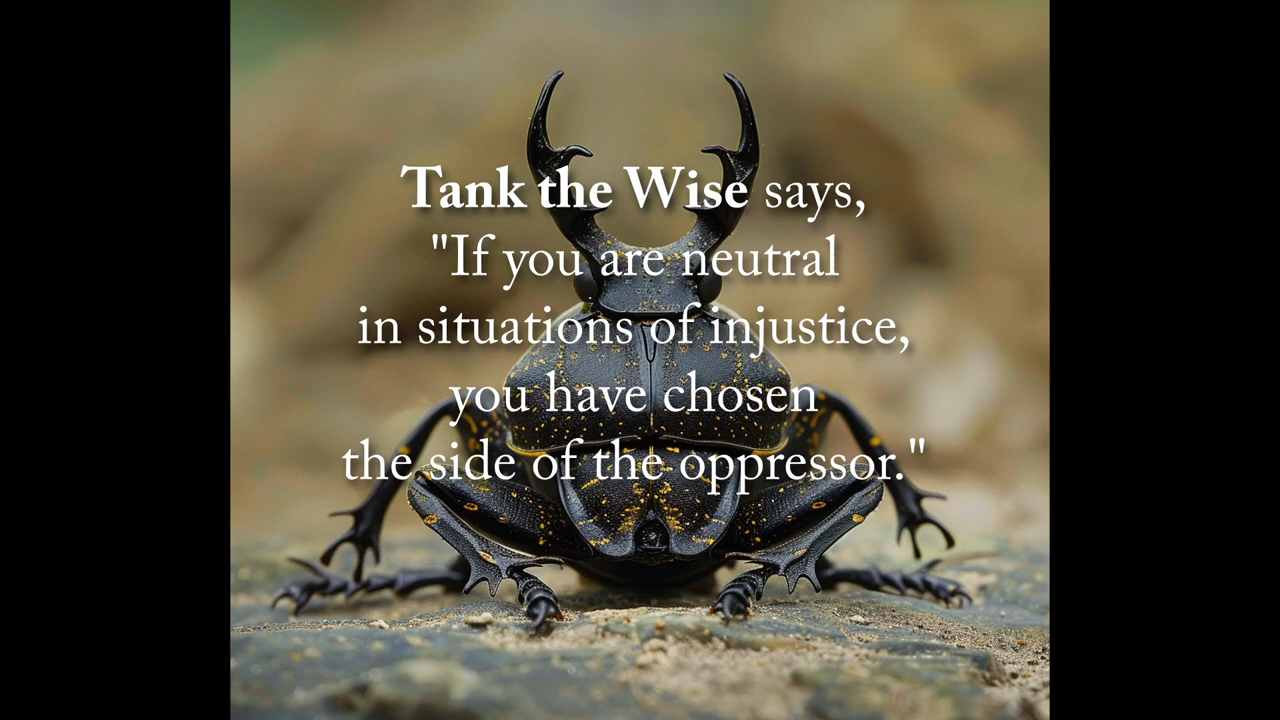 Tank the Wise says,
"If you are neutral
in situations of injustice,
you have chosen
the side of the oppressor."